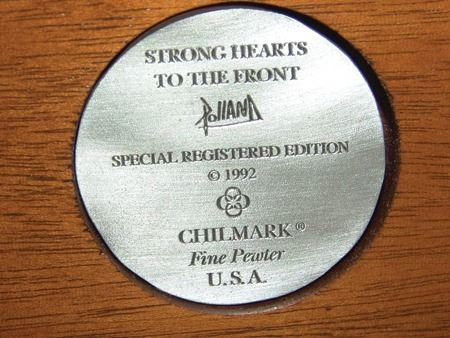 STRONG HEARTS
TO THE FRONT
Polland
SPECIAL REGISTERED EDITION
© 1992
CHILMARK ®
Fine Pewter
U.S.A.